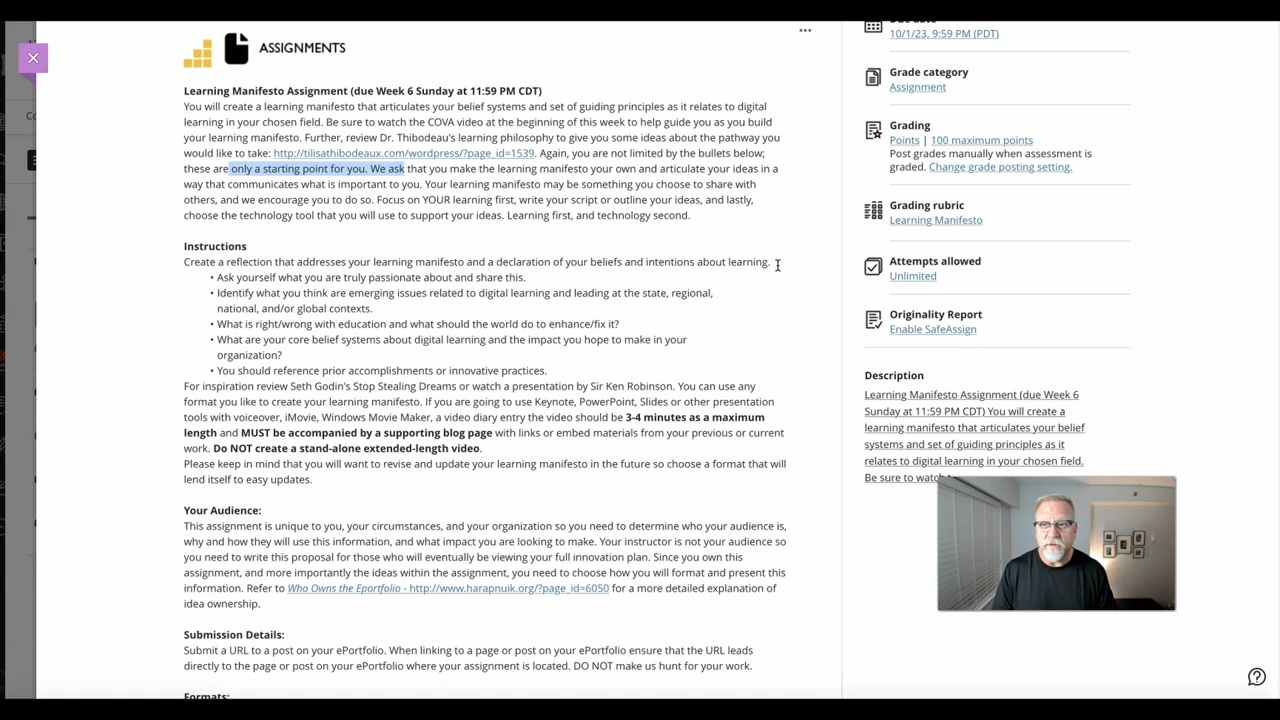 ASSIGNMENTS
Learning Manifesto Assignment (due Week 6 Sunday at 11:59 PM CDT)
You will create a learning manifesto that articulates your belief systems and set of guiding principles as it relates to digital
learning in your chosen field. Be sure to watch the COVA video at the beginning of this week to help guide you as you build
your learning manifesto. Further, review Dr. Thibodeau's learning philosophy to give you some ideas about the pathway you
would like to take: http://tilisathibodeaux.com/wordpress/?page_id=1539. Again, you are not limited by the bullets below;
these are only a starting point for you. We ask that you make the learning manifesto your own and articulate your ideas in a
way that communicates what is important to you. Your learning manifesto may be something you choose to share with
others, and we encourage you to do so. Focus on YOUR learning first, write your script or outline your ideas, and lastly,
choose the technology tool that you will use to support your ideas. Learning first, and technology second.
Instructions
Create a reflection that addresses your learning manifesto and a declaration of your beliefs and intentions about learning.
• Ask yourself what you are truly passionate about and share this.
• Identify what you think are emerging issues related to digital learning and leading at the state, regional,
national, and/or global contexts.
• What is right/wrong with education and what should the world do to enhance/fix it?
• What are your core belief systems about digital learning and the impact you hope to make in your
organization?
• You should reference prior accomplishments or innovative practices.
For inspiration review Seth Godin's Stop Stealing Dreams or watch a presentation by Sir Ken Robinson. You can use any
format you like to create your learning manifesto. If you are going to use Keynote, PowerPoint, Slides or other presentation
tools with voiceover, iMovie, Windows Movie Maker, a video diary entry the video should be 3-4 minutes as a maximum
length and MUST be accompanied by a supporting blog page with links or embed materials from your previous or current
work. Do NOT create a stand-alone extended-length video.
Please keep in mind that you will want to revise and update your learning manifesto in the future so choose a format that will
lend itself to easy updates.
Your Audience:
This assignment is unique to you, your circumstances, and your organization so you need to determine who your audience is,
why and how they will use this information, and what impact you are looking to make. Your instructor is not your audience so
you need to write this proposal for those who will eventually be viewing your full innovation plan. Since you own this
assignment, and more importantly the ideas within the assignment, you need to choose how you will format and present this
information. Refer to Who Owns the Eportfolio - http://www.harapnuik.org/?page_id=6050 for a more detailed explanation of
idea ownership.
Submission Details:
Submit a URL to a post on your ePortfolio. When linking to a page or post on your ePortfolio ensure that the URL leads
directly to the page or post on your ePortfolio where your assignment is located. DO NOT make us hunt for your work.
Formats:
Due date
10/1/23, 9:59 PM (PDT)
Grade category
Assignment
Grading
Points | 100 maximum points
Post grades manually when assessment is
graded. Change grade posting setting.
Grading rubric
Learning Manifesto
Attempts allowed
Unlimited
Originality Report
Enable SafeAssign
Description
Learning Manifesto Assignment (due Week 6
Sunday at 11:59 PM CDT) You will create a
learning manifesto that articulates your belief
systems and set of guiding principles as it
relates to digital learning in your chosen field.
Be sure to watch